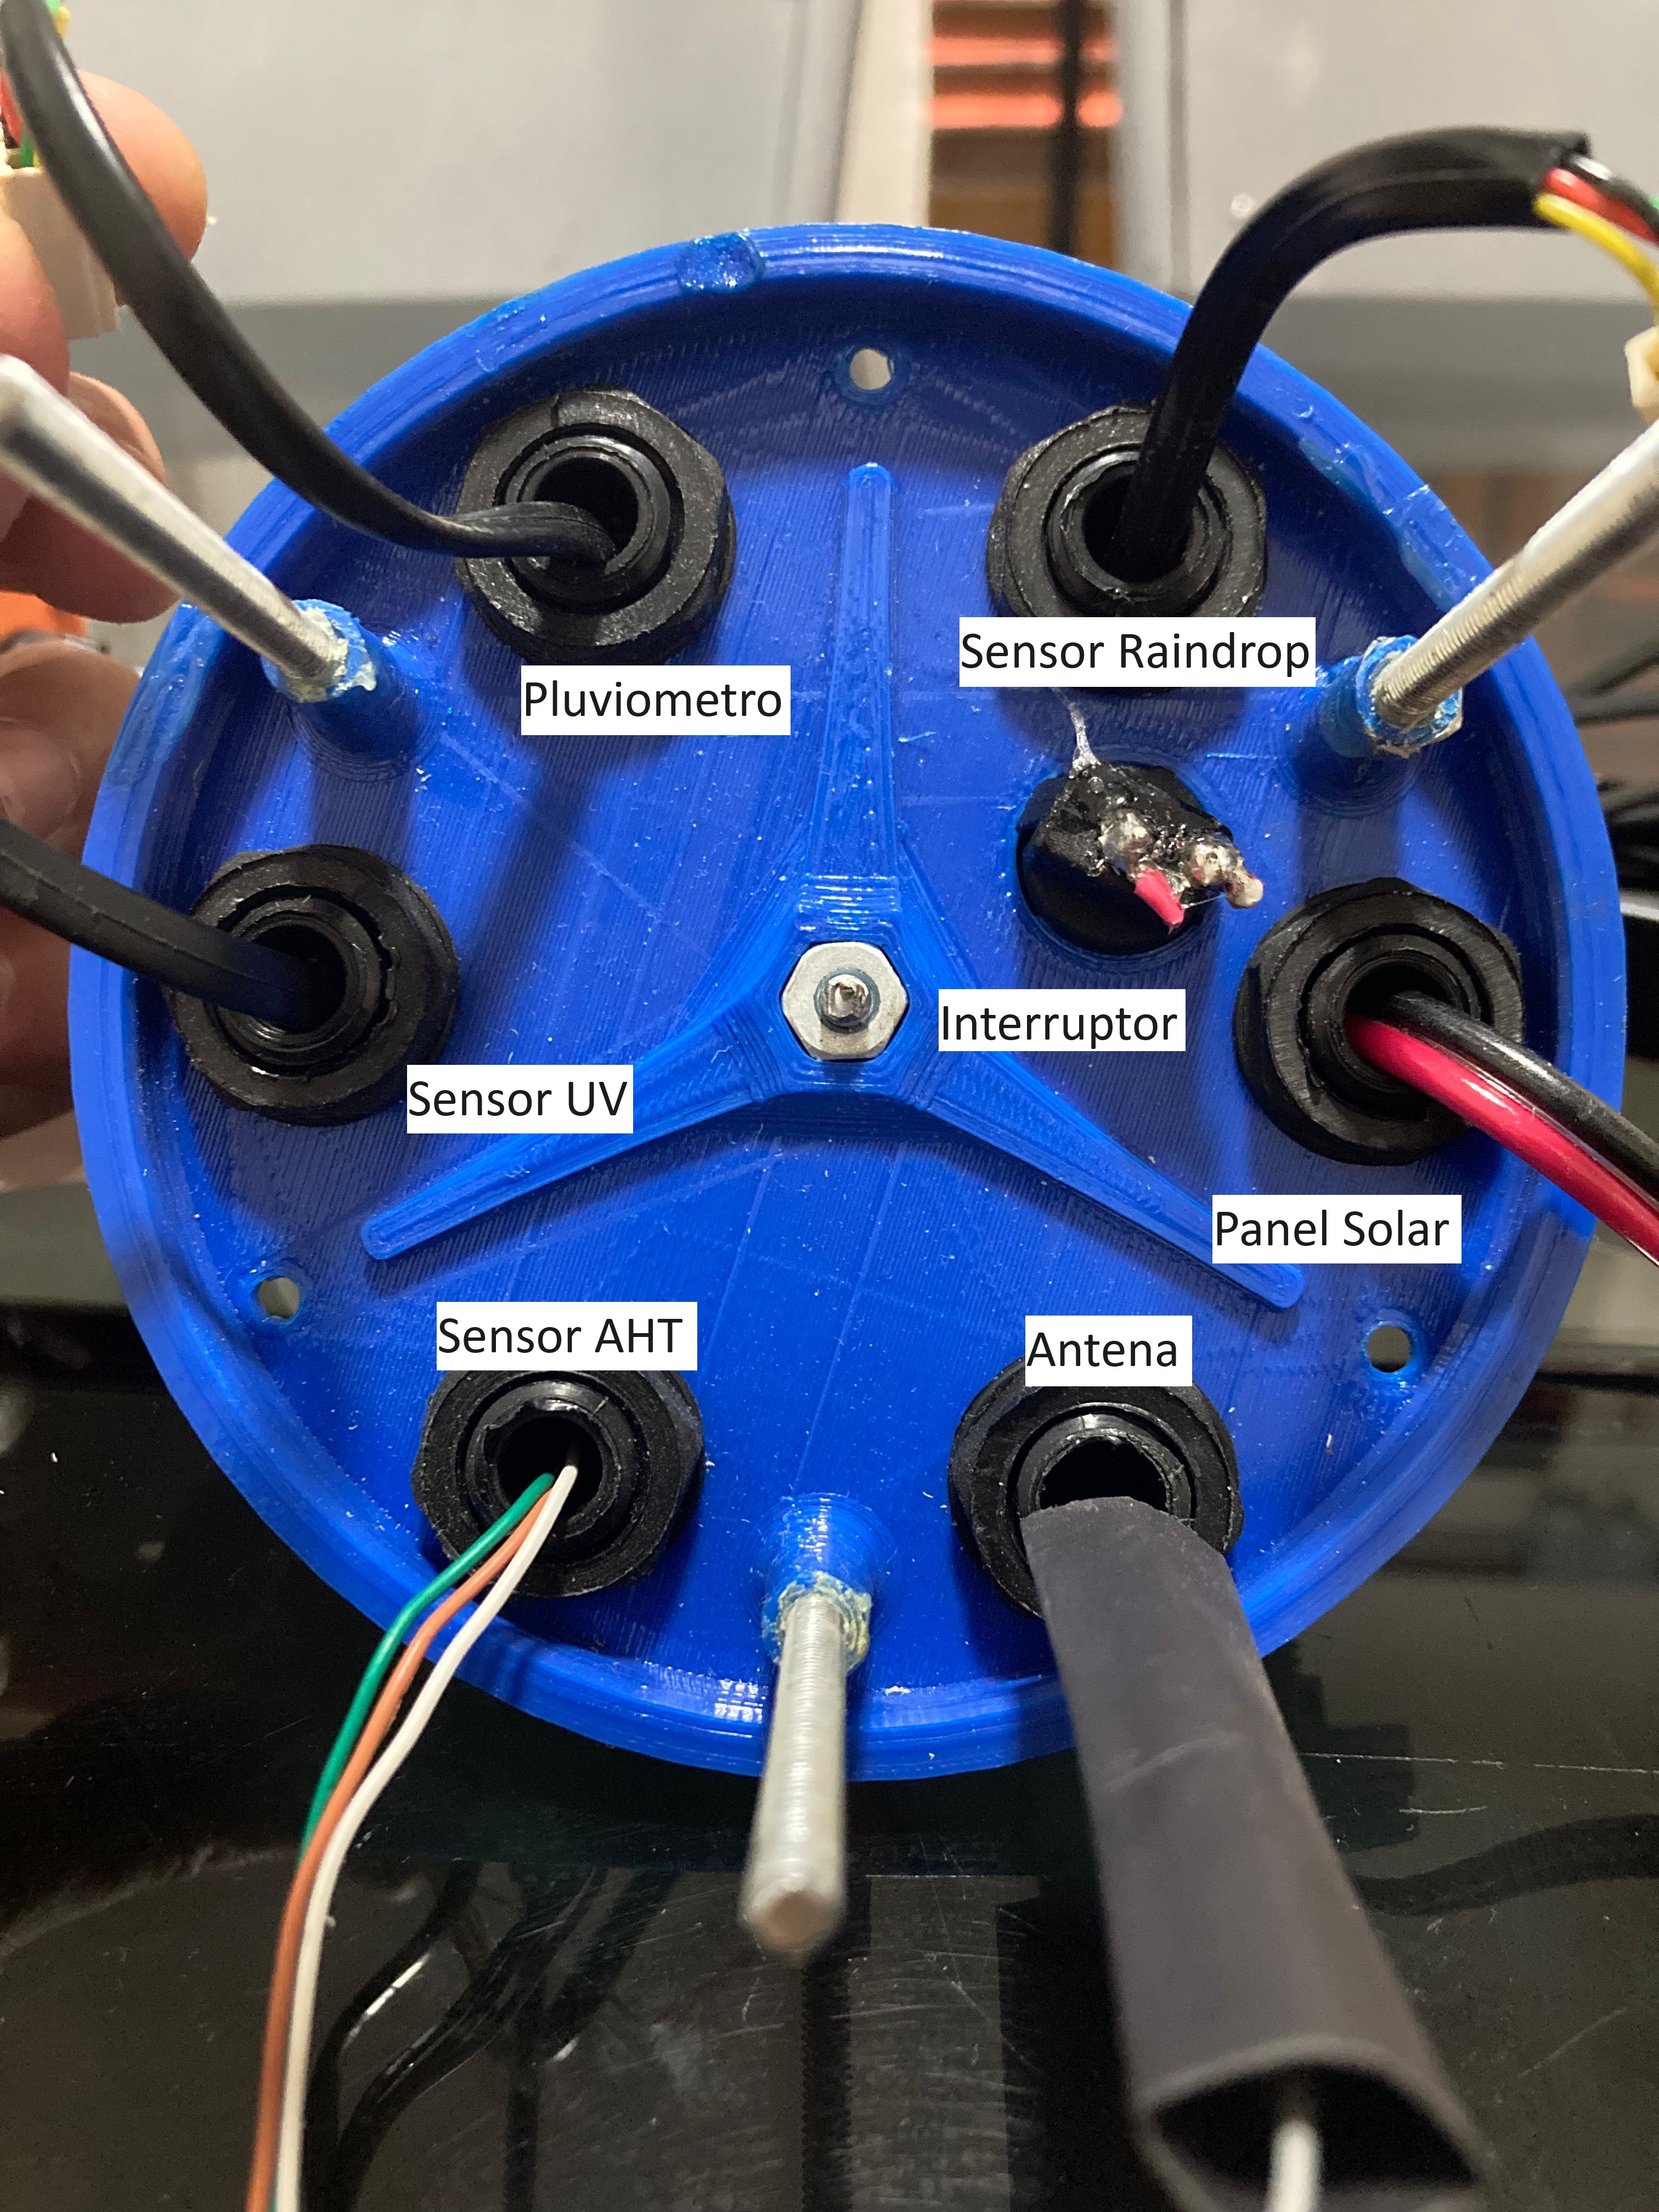 Sensor Raindrop
Pluviometro
Interruptor
Sensor UV
Panel Solar
Sensor AHT
Antena